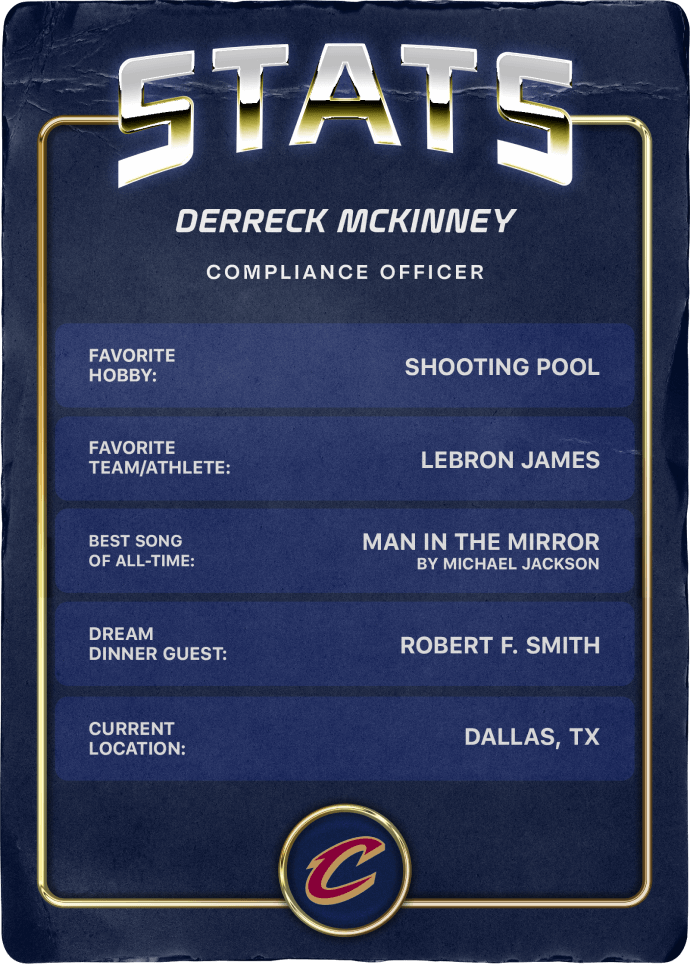 STATS
DERRECK MCKINNEY
COMPLIANCE OFFICER
FAVORITE
HOBBY:
SHOOTING POOL
FAVORITE
TEAM/ATHLETE:
LEBRON JAMES
BEST SONG
OF ALL-TIME:
MAN IN THE MIRROR
BY MICHAEL JACKSON
DREAM
DINNER GUEST:
ROBERT F. SMITH
CURRENT
LOCATION:
DALLAS, TX
C